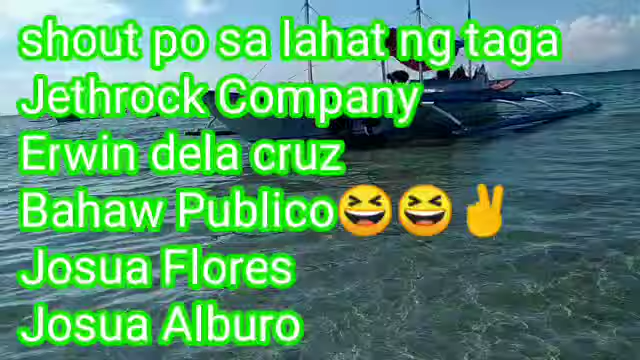 shout po sa lahat ng taga
Jethrock Company
Erwin dela cruz
Bahaw Publico😆😆✌
Josua Flores
Josua Alburo